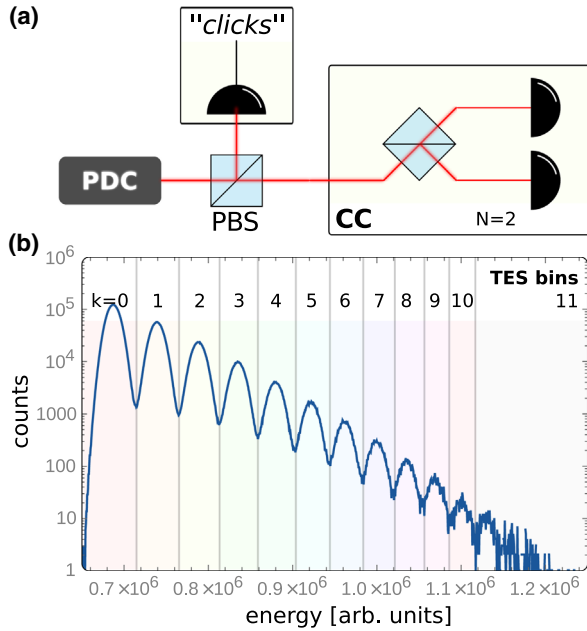 (a)
"clicks"
PDC
PBS
CC
N=2
(b)
TES bins
k=0 1 2 3 4 5 6 7 8 9 10 11
counts
10⁶
10⁵
10⁴
1000
100
10
1
0.7×10⁶ 0.8×10⁶ 0.9×10⁶ 1.0×10⁶ 1.1×10⁶ 1.2×10⁶
energy [arb. units]